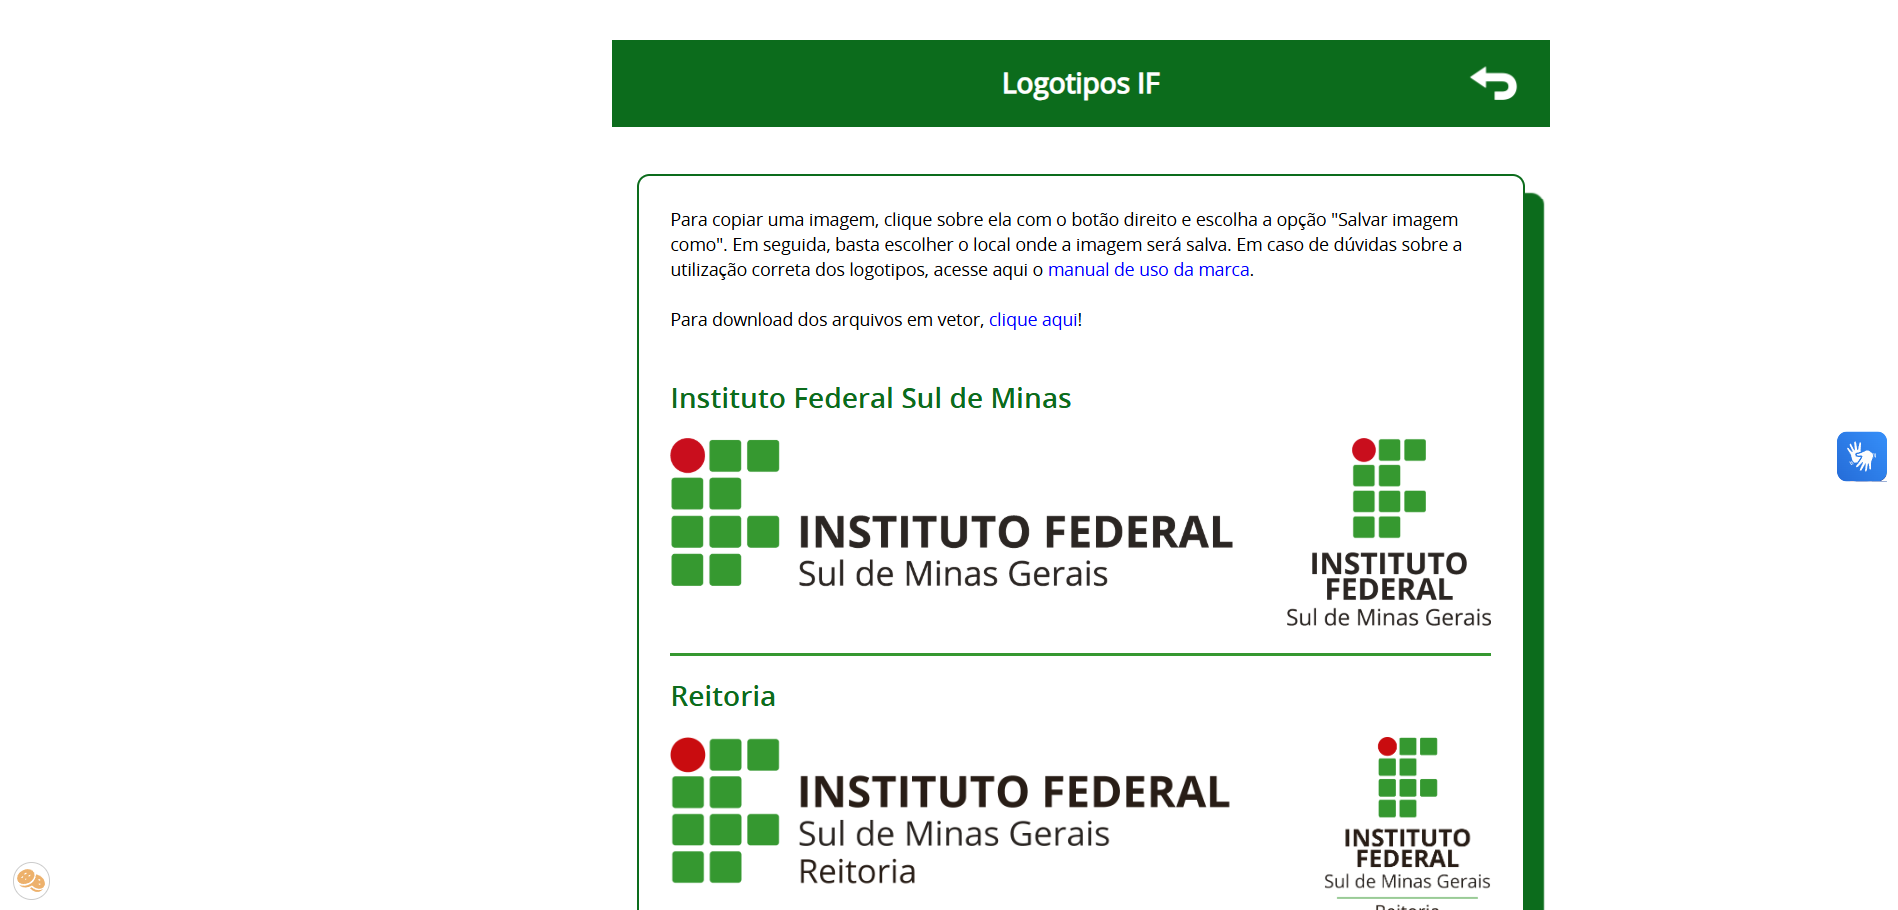 Logotipos IF
Para copiar uma imagem, clique sobre ela com o botão direito e escolha a opção "Salvar imagem
como". Em seguida, basta escolher o local onde a imagem será salva. Em caso de dúvidas sobre a
utilização correta dos logotipos, acesse aqui o manual de uso da marca.
Para download dos arquivos em vetor, clique aqui!
Instituto Federal Sul de Minas
INSTITUTO FEDERAL
Sul de Minas Gerais
INSTITUTO
FEDERAL
Sul de Minas Gerais
Reitoria
INSTITUTO FEDERAL
Sul de Minas Gerais
Reitoria
INSTITUTO
FEDERAL
Sul de Minas Gerais
Reitoria